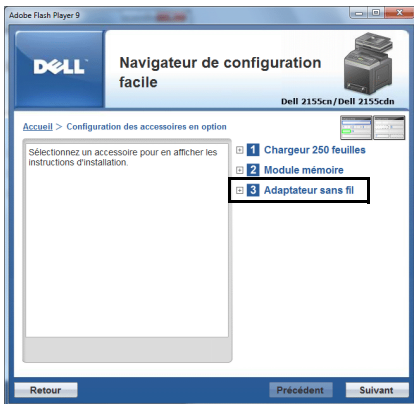 Adobe Flash Player 9
DELL
Navigateur de configuration
facile
Dell 2155cn/Dell 2155cdn
Accueil > Configuration des accessoires en option
Sélectionnez un accessoire pour en afficher les
instructions d'installation.
1 Chargeur 250 feuilles
2 Module mémoire
3 Adaptateur sans fil
Retour
Précédent
Suivant